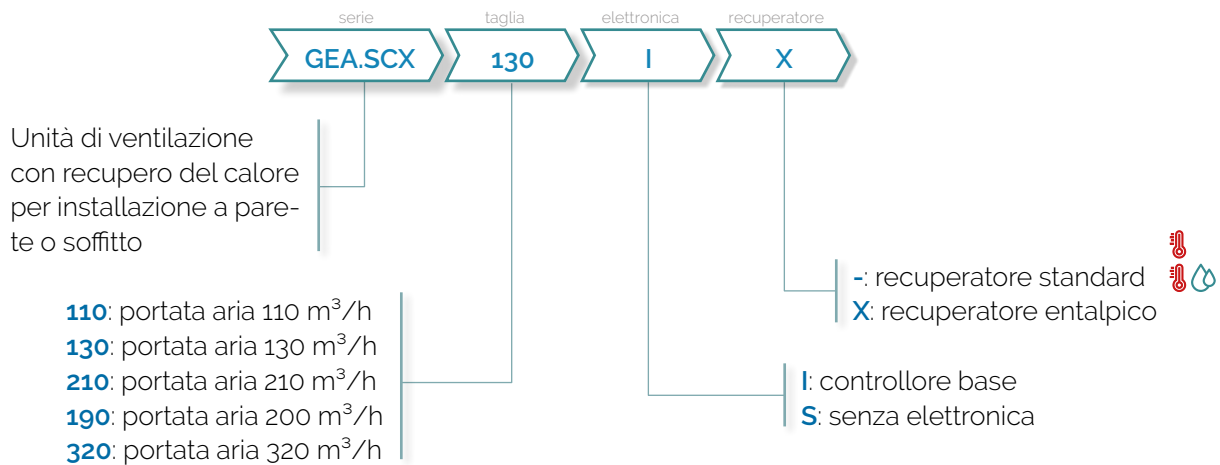 serie taglia elettronica recuperatore
GEA.SCX 130 I X
Unità di ventilazione
con recupero del calore
per installazione a pare-
te o soffitto
-: recuperatore standard
X: recuperatore entalpico
110: portata aria 110 m³/h
130: portata aria 130 m³/h
210: portata aria 210 m³/h
190: portata aria 200 m³/h
320: portata aria 320 m³/h
I: controllore base
S: senza elettronica